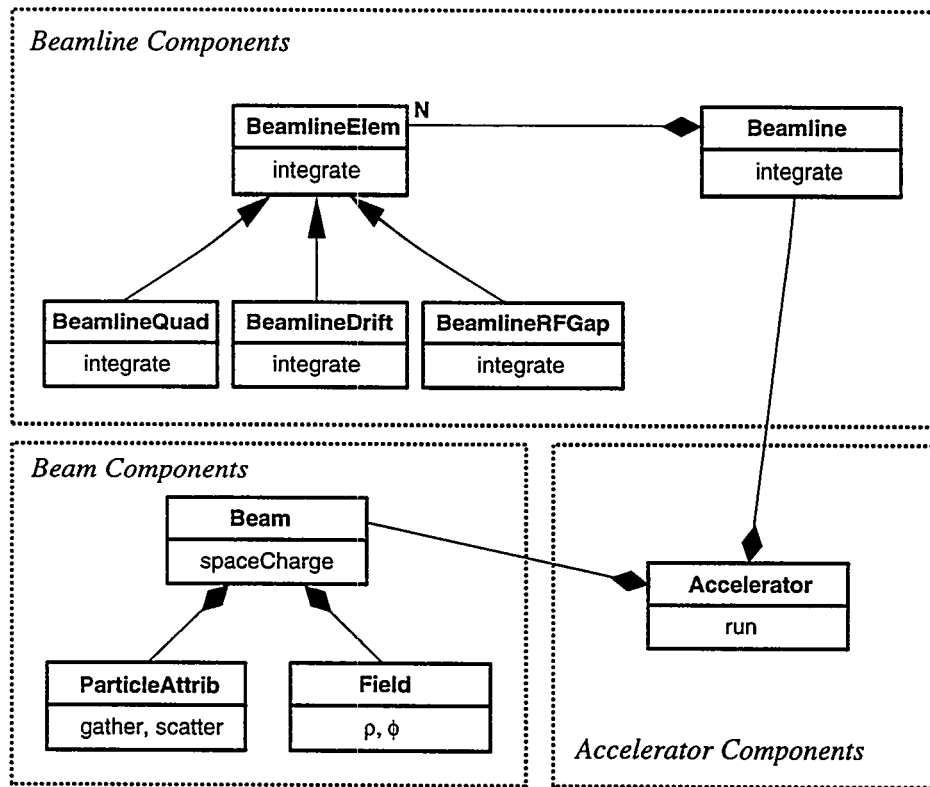 Beamline Components
N
BeamlineElem
integrate
Beamline
integrate
BeamlineQuad
integrate
BeamlineDrift
integrate
BeamlineRFGap
integrate
Beam Components
Beam
spaceCharge
ParticleAttrib
gather, scatter
Field
ρ, ϕ
Accelerator
run
Accelerator Components